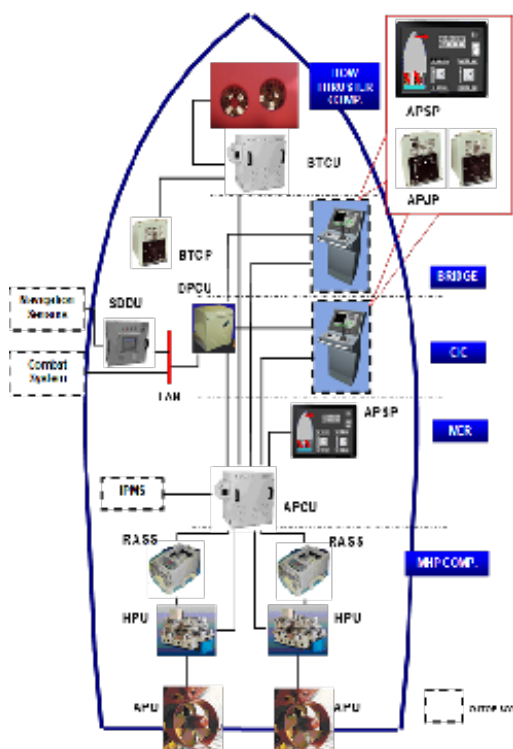 BOW
THRUSTER
COMP.
APSP
APJP
BTCU
BTCP
BRIDGE
DPCU
SDDU
Navigation
Sensors
Combat
System
LAN
CIC
APSP
MCR
IPMS
APCU
RASS
RASS
HPU
HPU
MHP COMP.
APU
APU